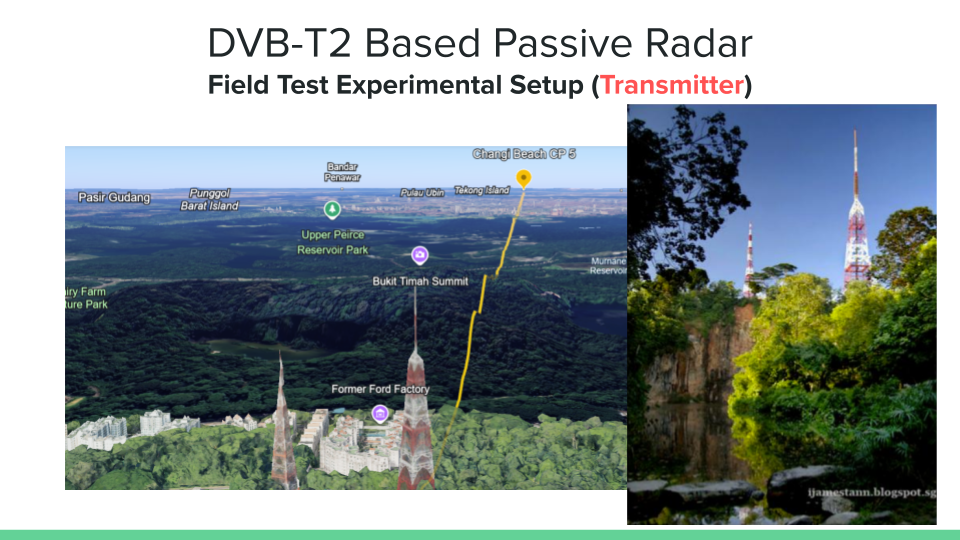 DVB-T2 Based Passive Radar
Field Test Experimental Setup (Transmitter)
Changi Beach CP 5
Bandar
Penawar
Pasir Gudang
Punggol
Barat Island
Pulau Ubin
Tekong Island
Upper Peirce
Reservoir Park
Bukit Timah Summit
Murnane
Reservoir
iry Farm
ture Park
Former Ford Factory
ijamestann.blogspot.sg